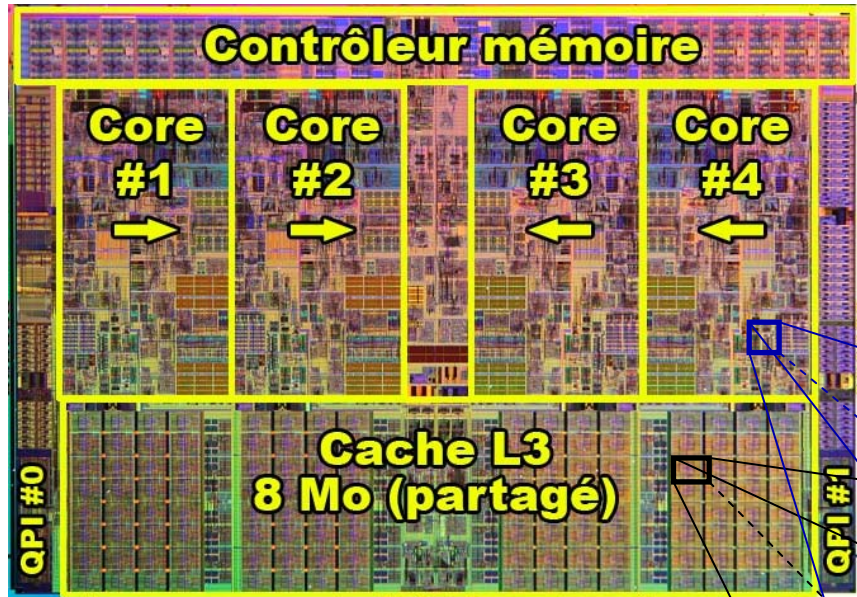 Contrôleur mémoire
Core
#1
Core
#2
Core
#3
Core
#4
Cache L3
8 Mo (partagé)
QPI #0
QPI #1